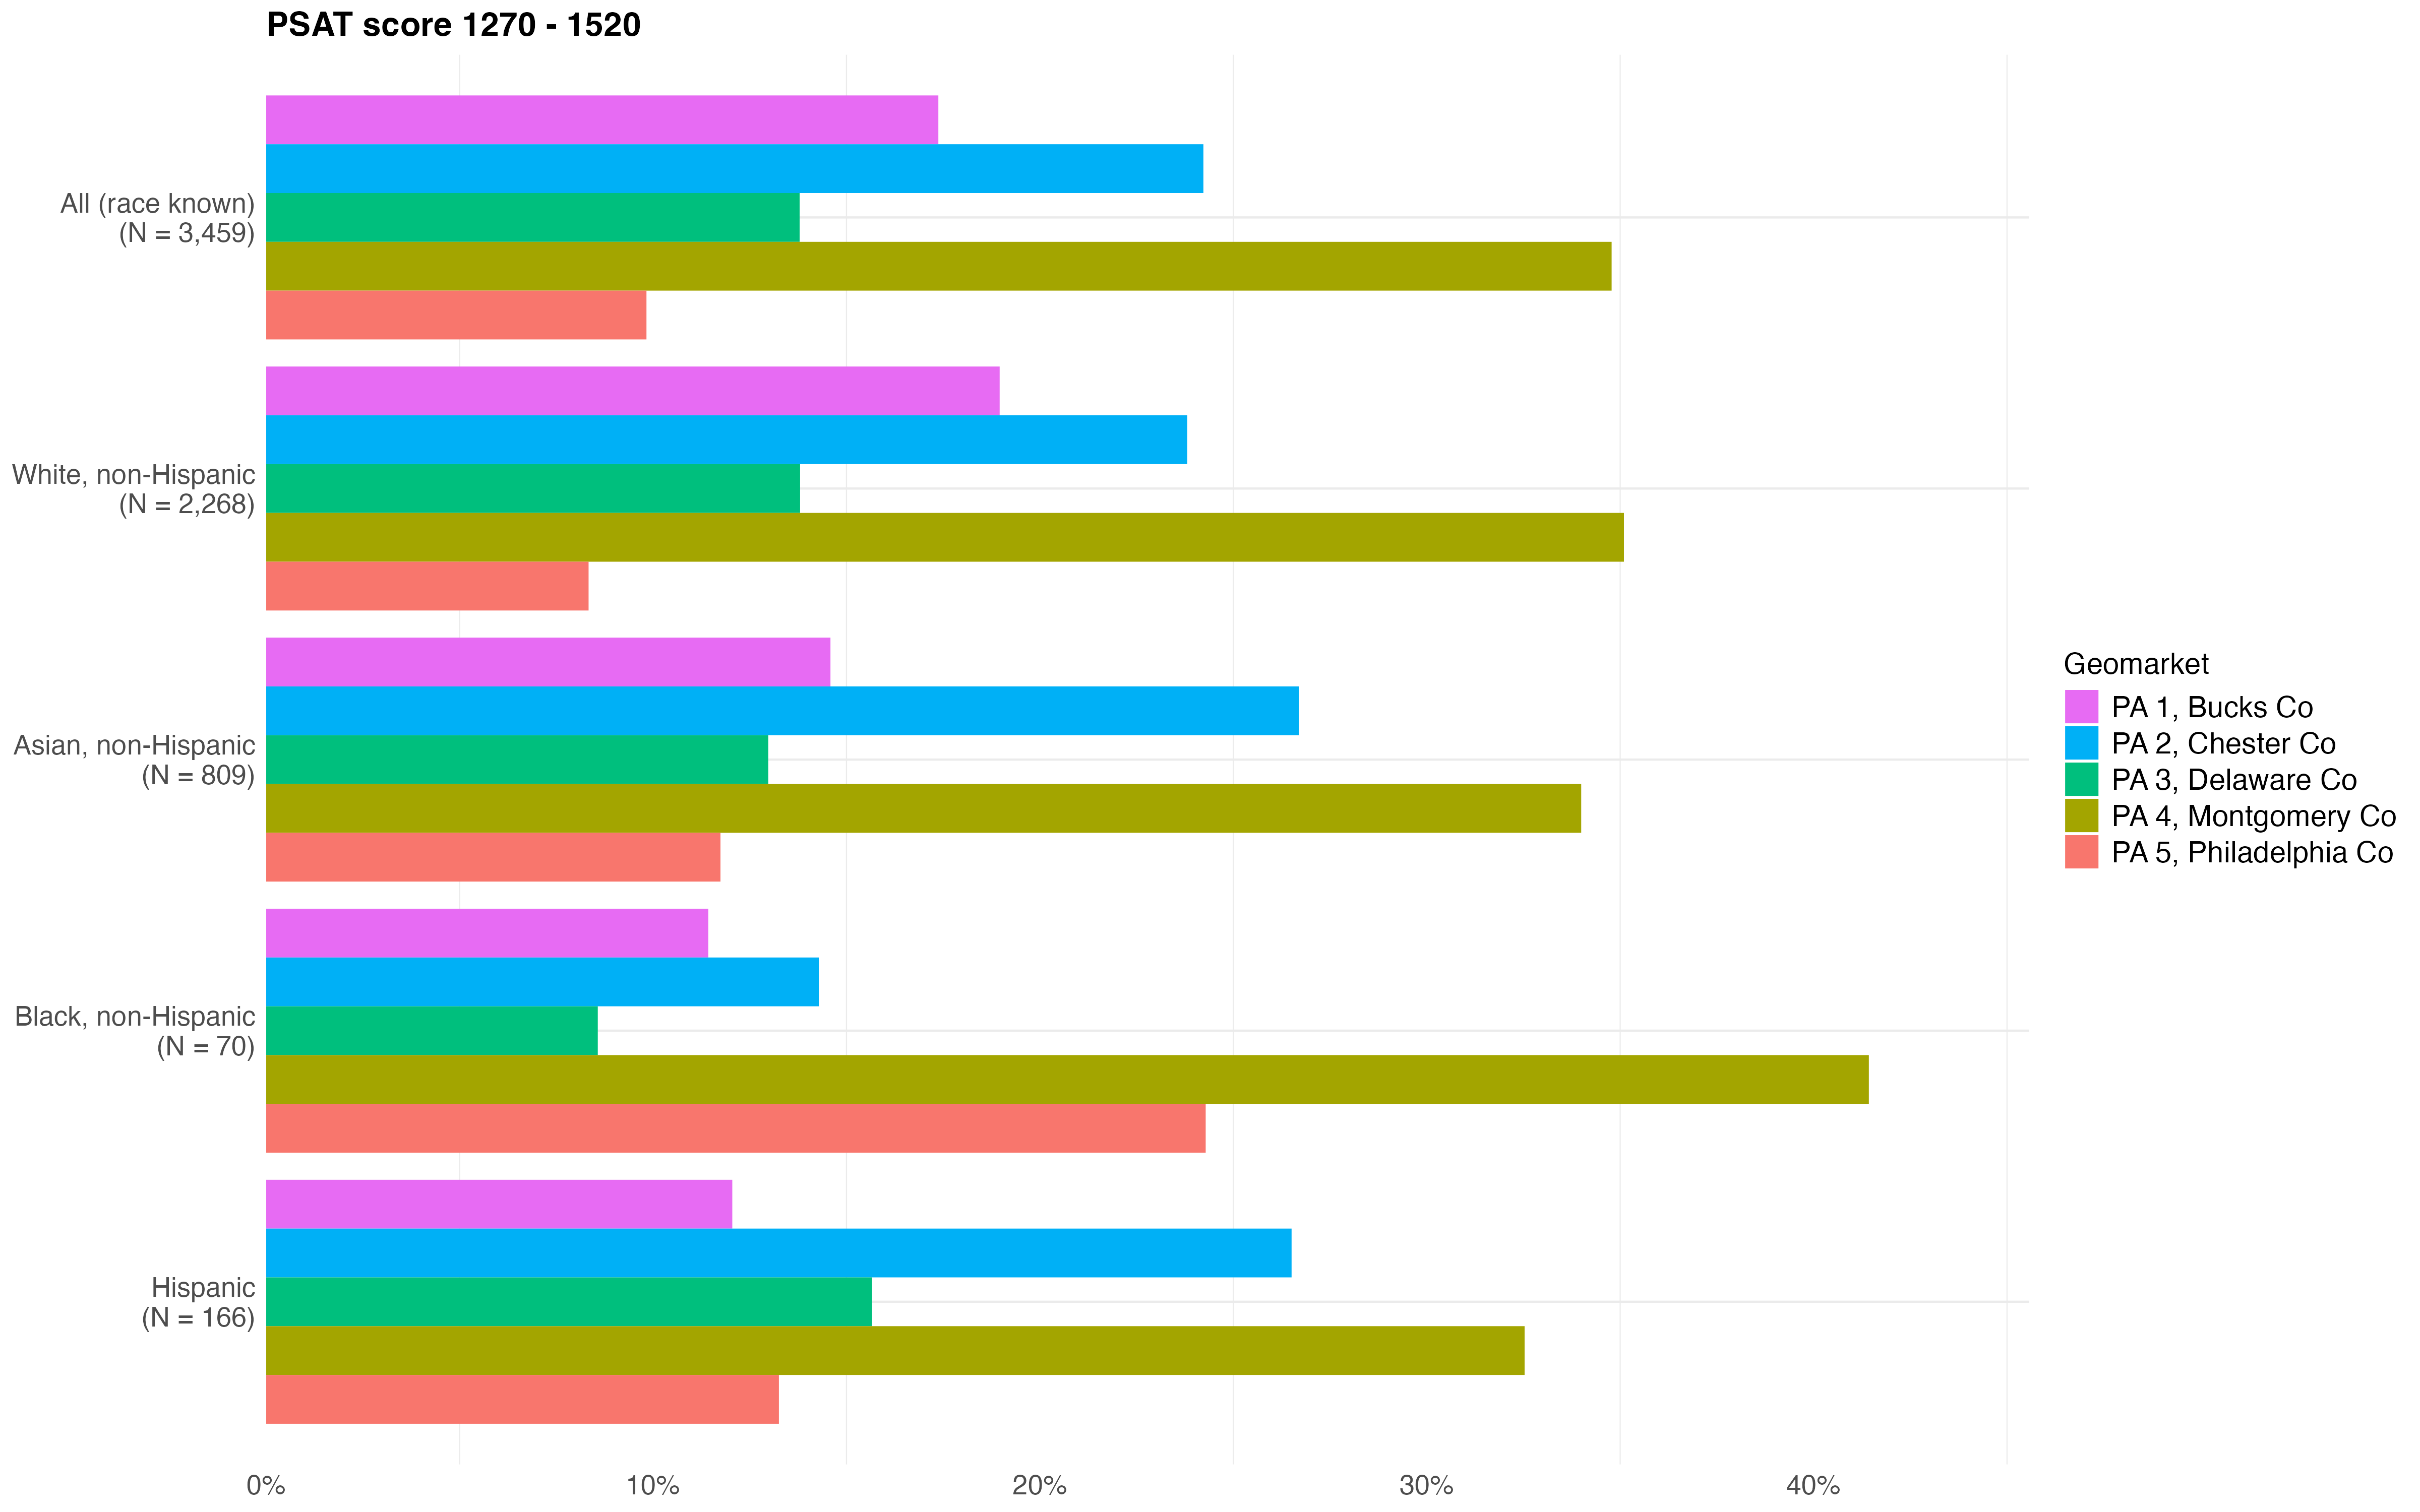 PSAT score 1270 - 1520
All (race known)
(N = 3,459)
White, non-Hispanic
(N = 2,268)
Asian, non-Hispanic
(N = 809)
Black, non-Hispanic
(N = 70)
Hispanic
(N = 166)
0%
10%
20%
30%
40%
Geomarket
PA 1, Bucks Co
PA 2, Chester Co
PA 3, Delaware Co
PA 4, Montgomery Co
PA 5, Philadelphia Co